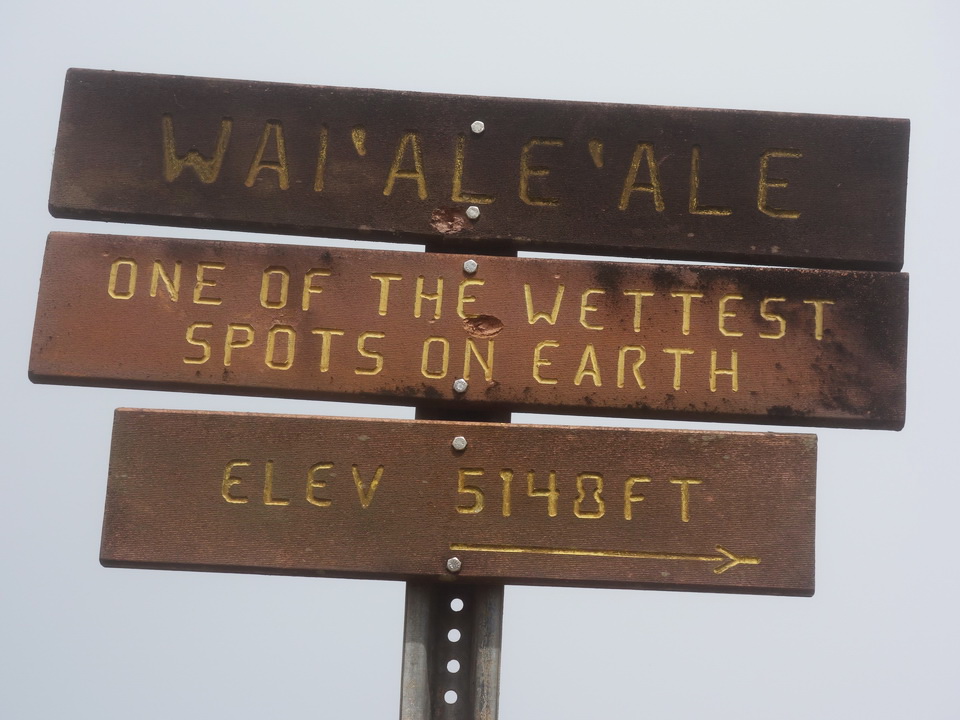 WAI'ALE'ALE
ONE OF THE WETTEST
SPOTS ON EARTH
ELEV 5148FT